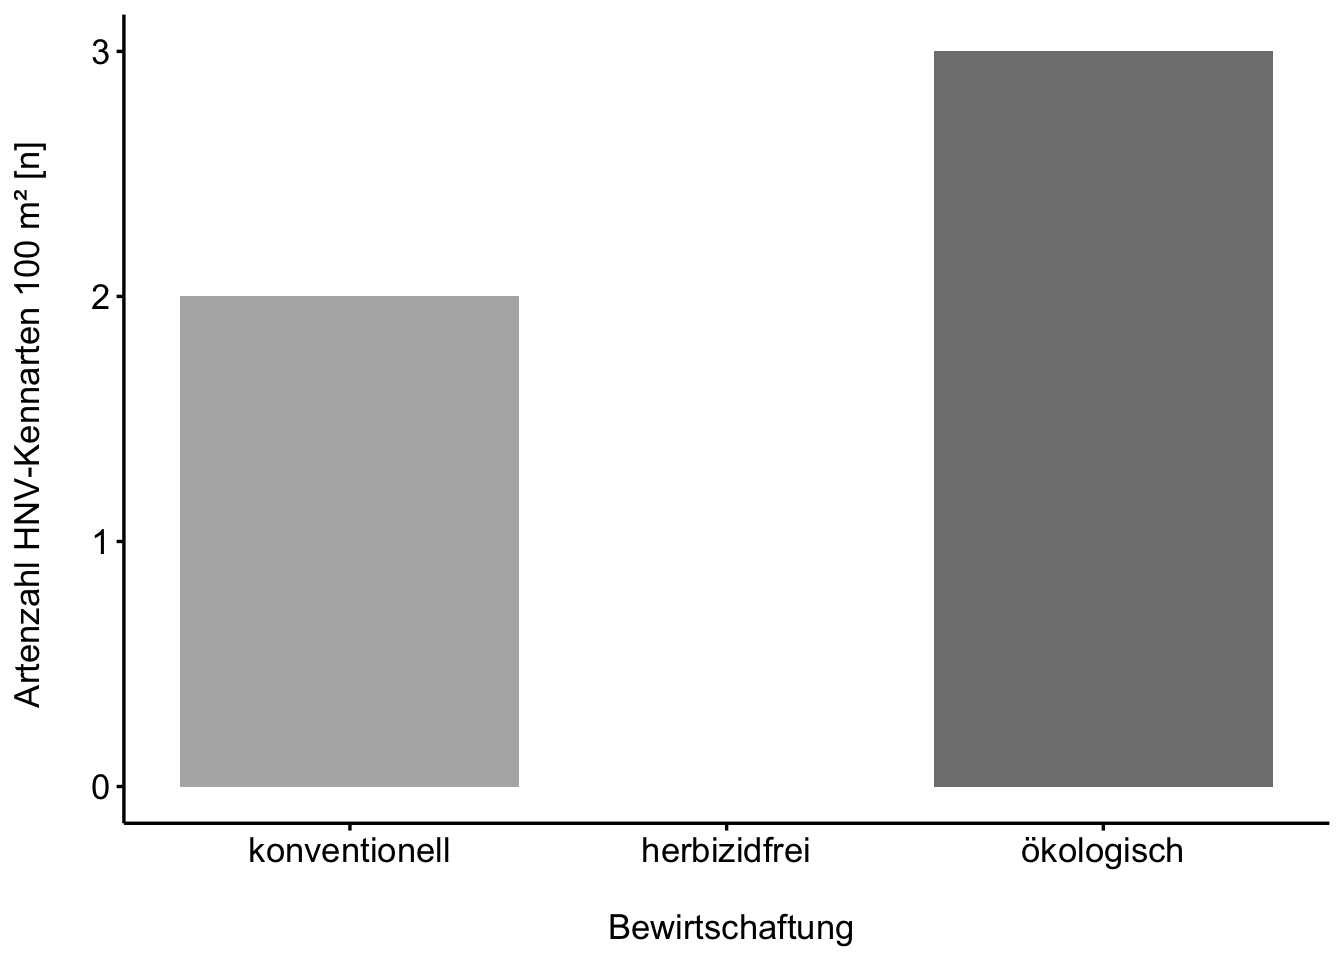 Artenzahl HNV-Kennarten 100 m² [n]
3
2
1
0
konventionell
herbizidfrei
ökologisch
Bewirtschaftung